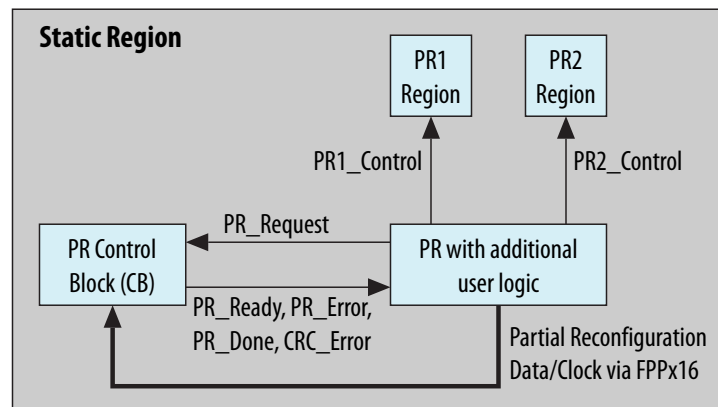 Static Region
PR1
Region
PR2
Region
PR1_Control
PR2_Control
PR_Request
PR Control
Block (CB)
PR with additional
user logic
PR_Ready, PR_Error,
PR_Done, CRC_Error
Partial Reconfiguration
Data/Clock via FPPx16